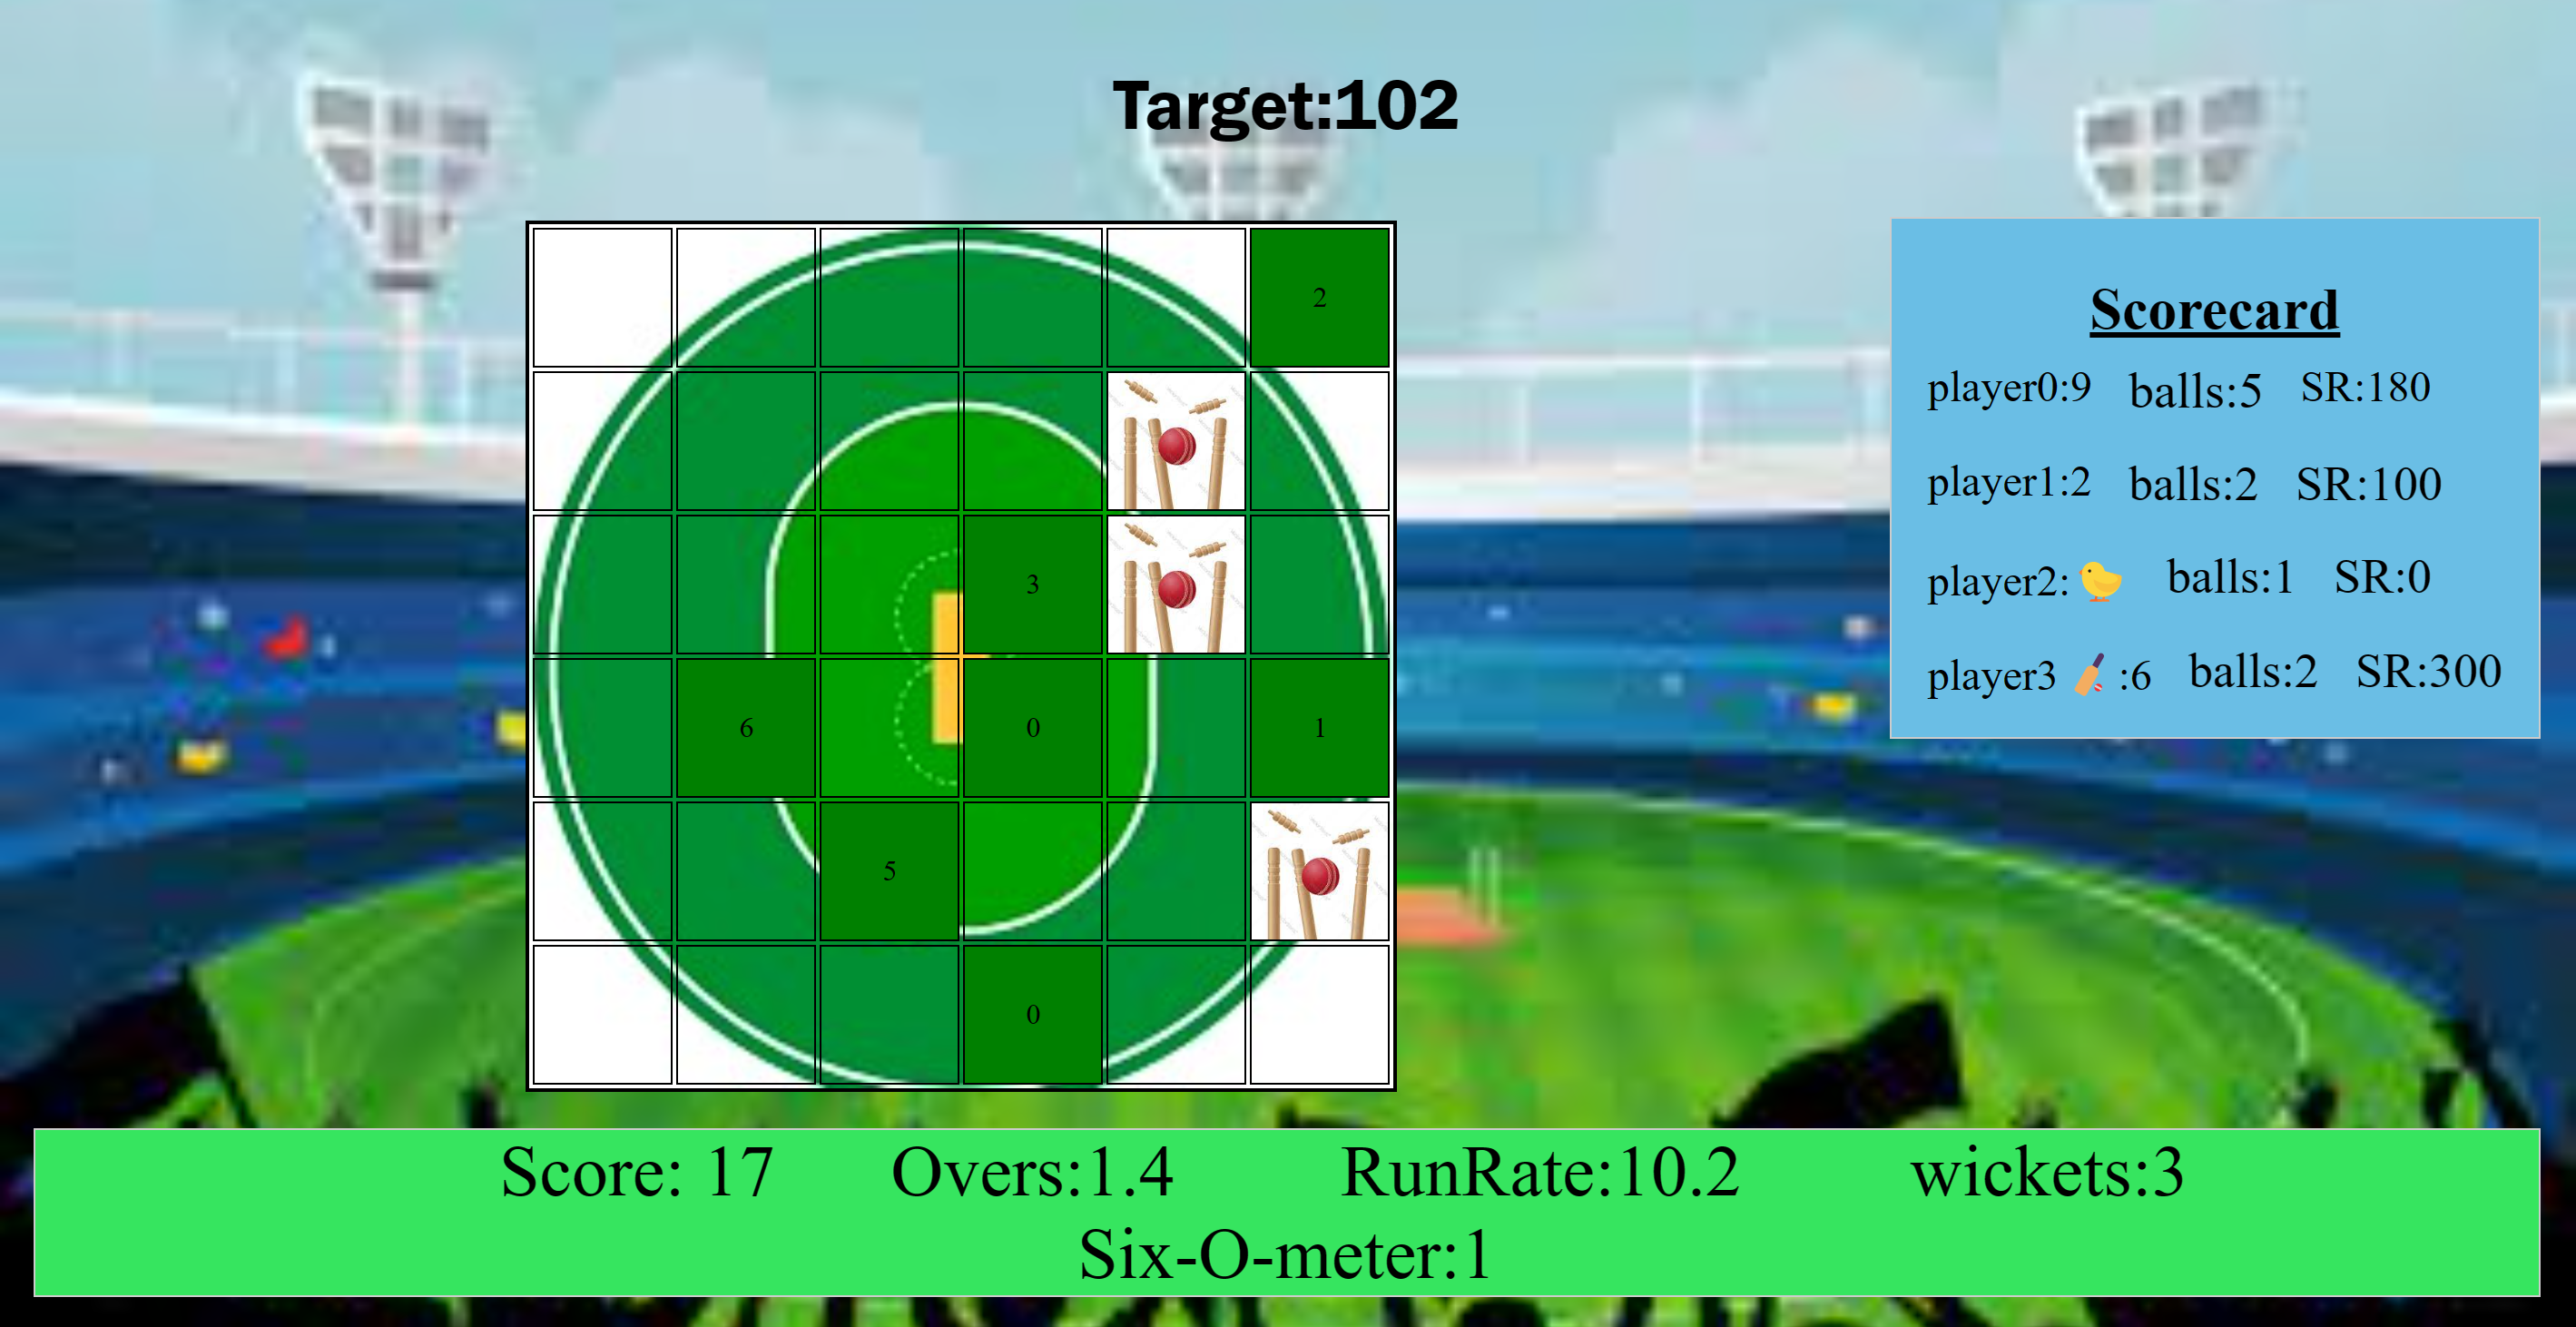 Target:102
2
3
6 0 1
5
0
Scorecard
player0:9 balls:5 SR:180
player1:2 balls:2 SR:100
player2: balls:1 SR:0
player3 :6 balls:2 SR:300
Score: 17 Overs:1.4 RunRate:10.2 wickets:3
Six-O-meter:1